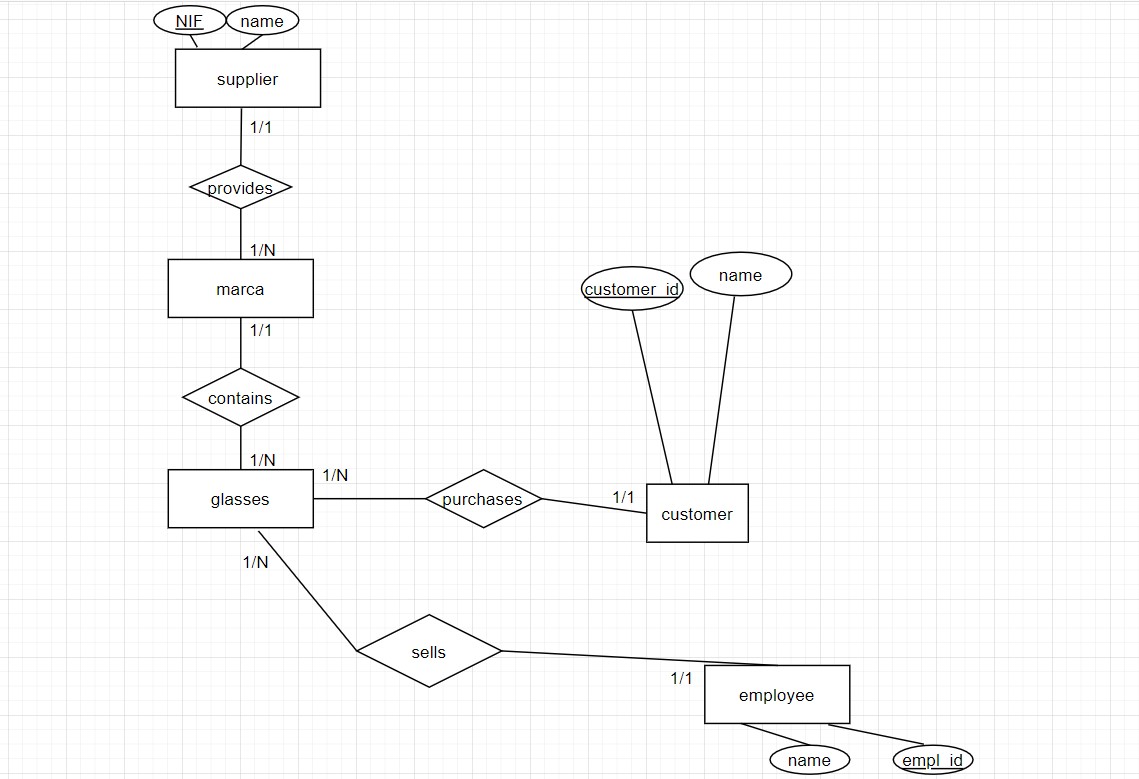 NIF
name
supplier
1/1
provides
1/N
marca
1/1
contains
1/N
glasses
1/N
purchases
1/1
customer
customer_id
name
1/N
sells
1/1
employee
name
empl_id